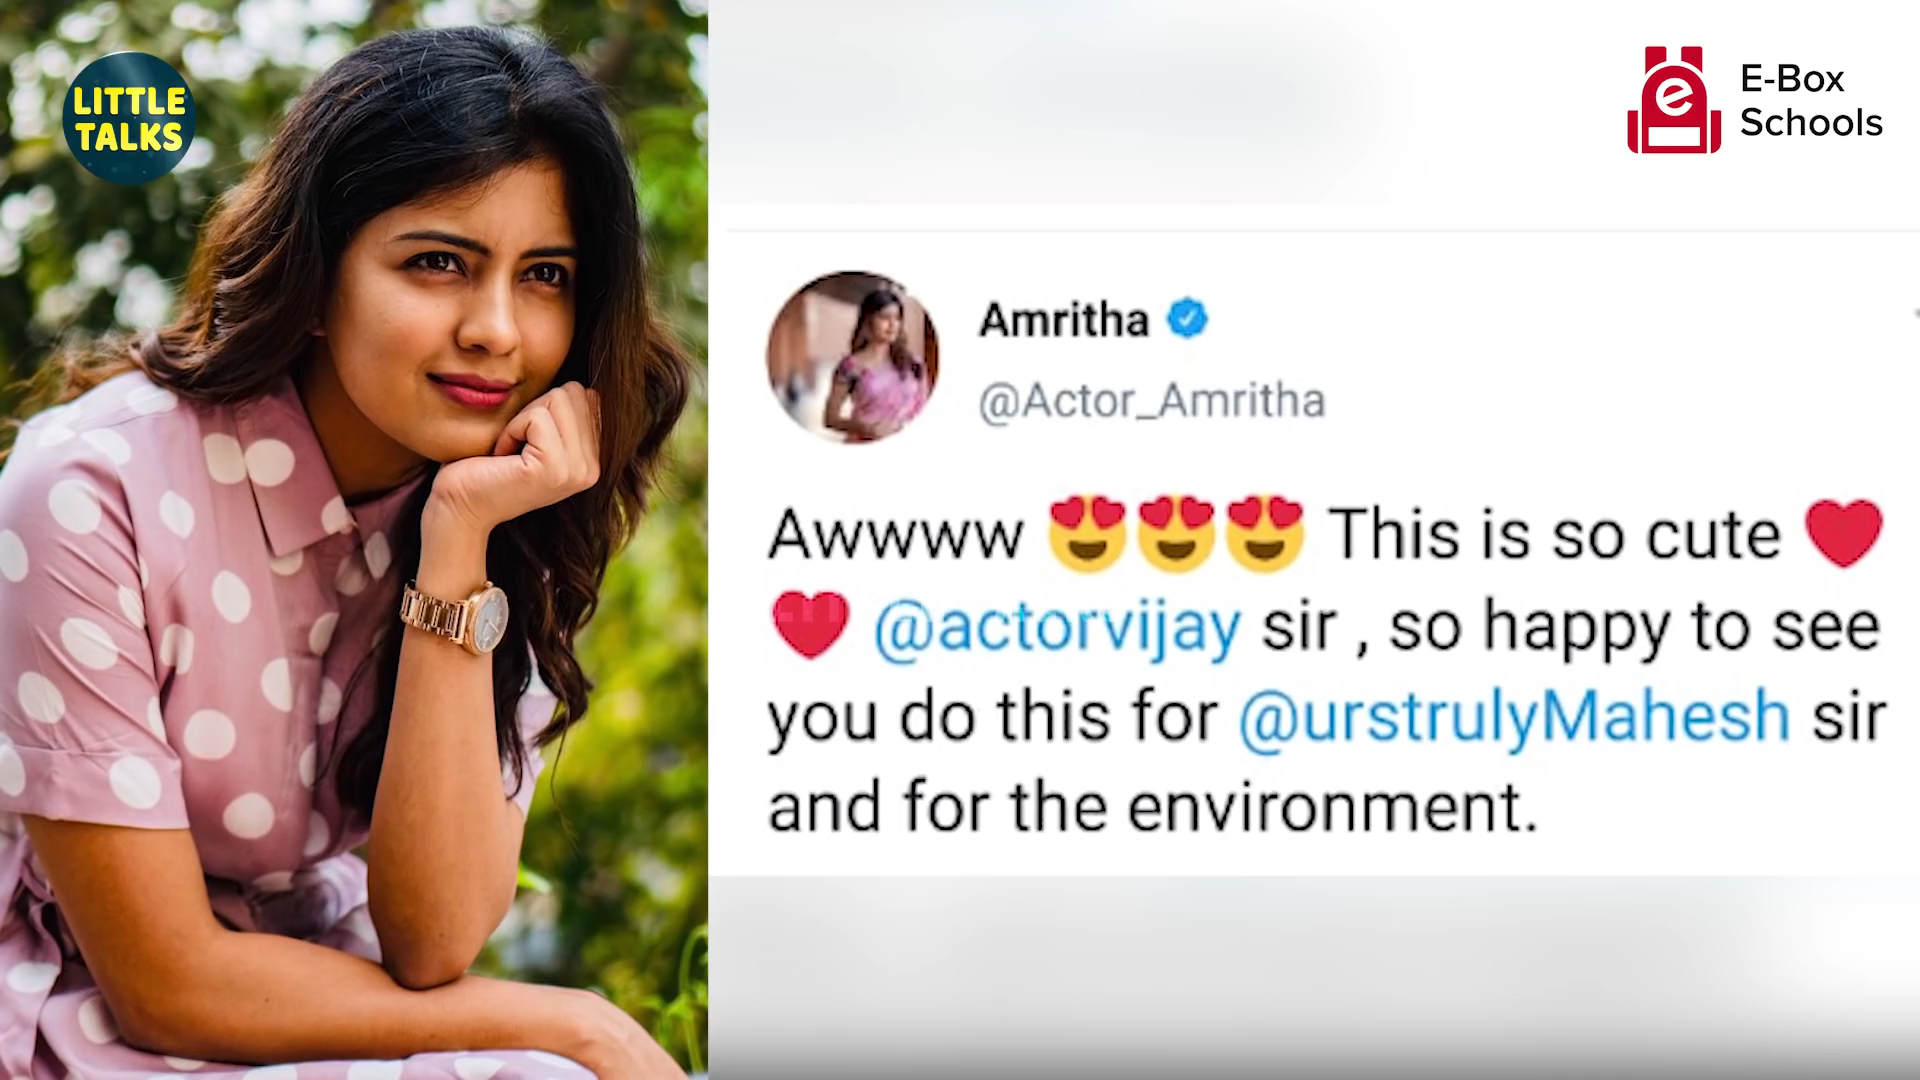 LITTLE
TALKS
E-Box
Schools
Amritha
@Actor_Amritha
Awwww 😍😍😍 This is so cute ❤
❤ @actorvijay sir , so happy to see
you do this for @urstrulyMahesh sir
and for the environment.